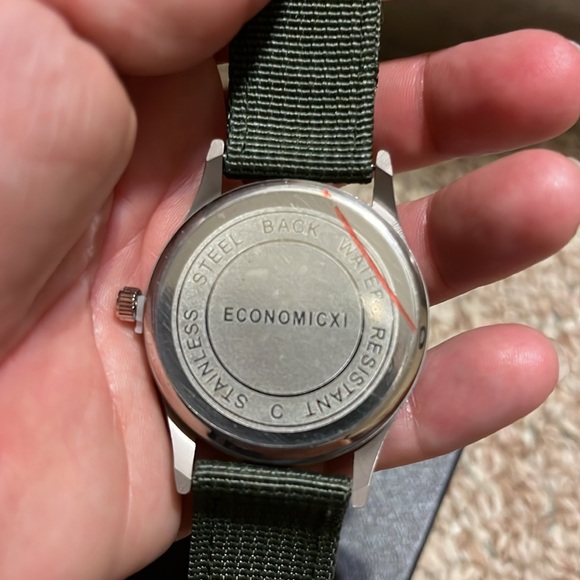 ECONOMICXI
STAINLESS STEEL BACK WATER RESISTANT C